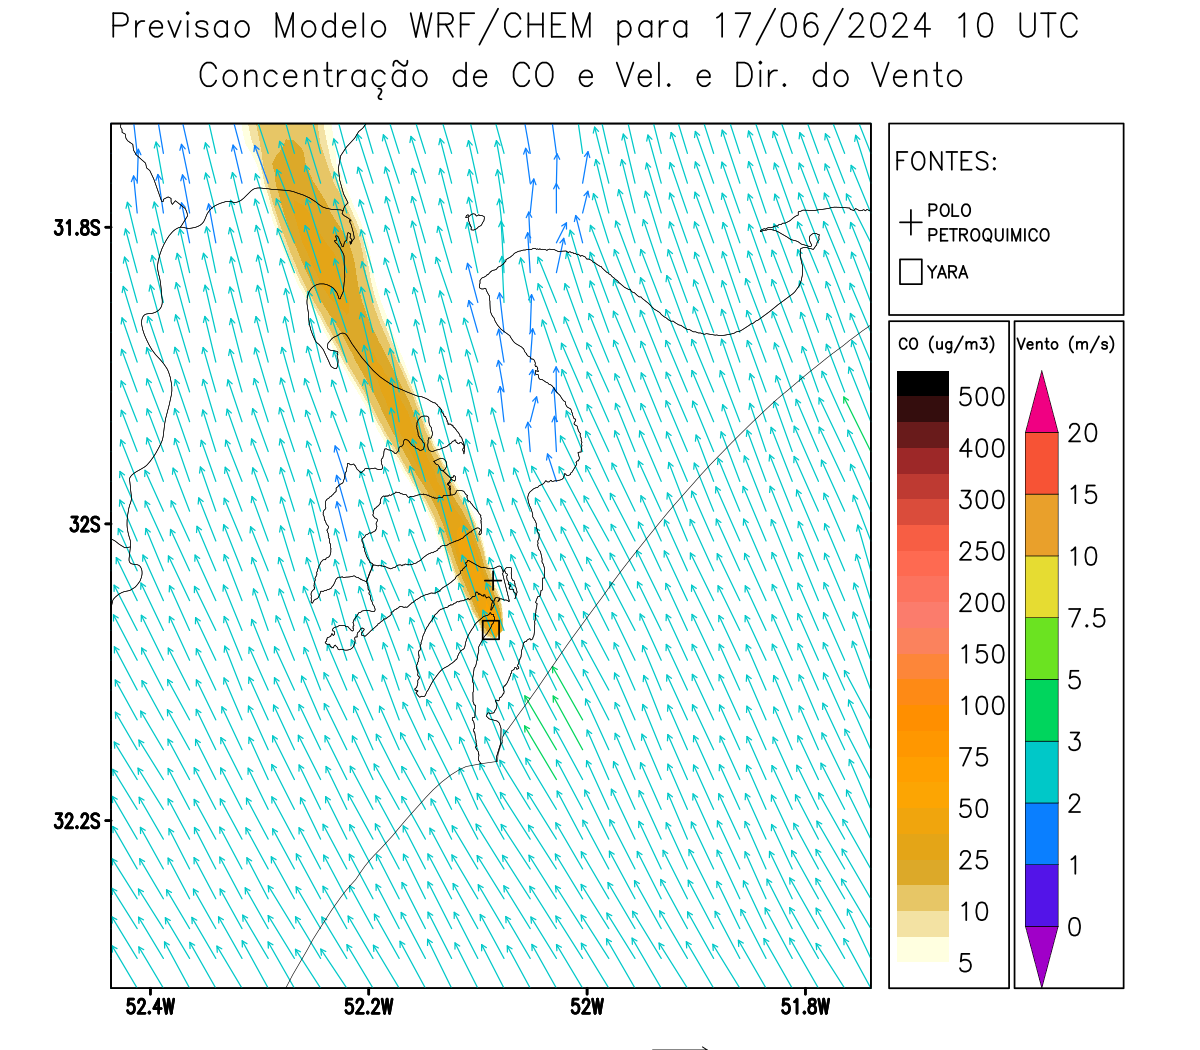 Previsao Modelo WRF/CHEM para 17/06/2024 10 UTC
Concentração de CO e Vel. e Dir. do Vento
FONTES:
POLO
PETROQUIMICO
YARA
CO (ug/m3)
500
400
300
250
200
150
100
75
50
25
10
5
Vento (m/s)
20
15
10
7.5
5
3
2
1
0
31.8S
32S
32.2S
52.4W
52.2W
52W
51.8W